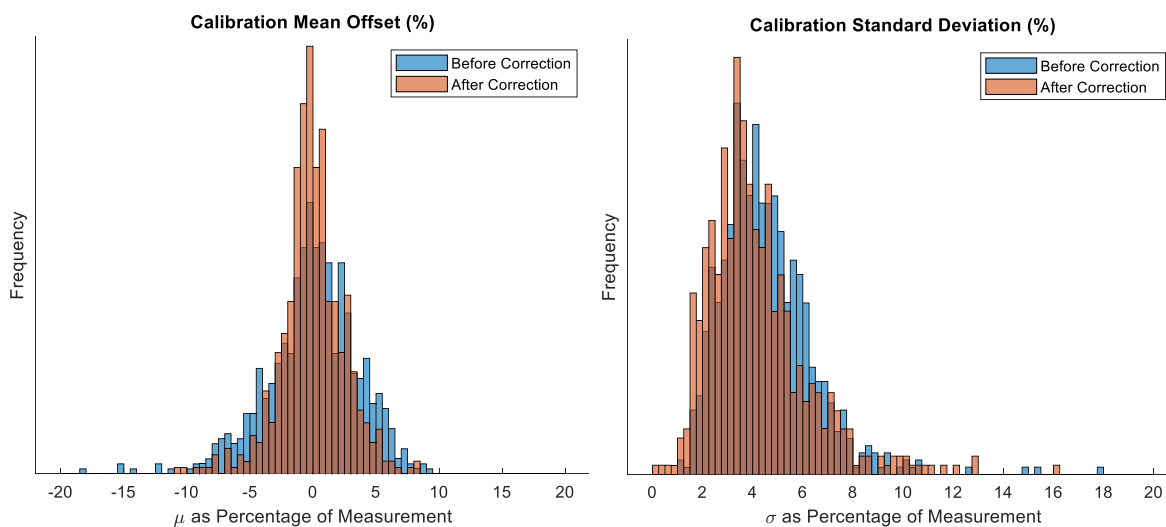 Calibration Mean Offset (%)
Before Correction
After Correction
Frequency
-20 -15 -10 -5 0 5 10 15 20
μ as Percentage of Measurement
Calibration Standard Deviation (%)
Before Correction
After Correction
Frequency
0 2 4 6 8 10 12 14 16 18 20
σ as Percentage of Measurement